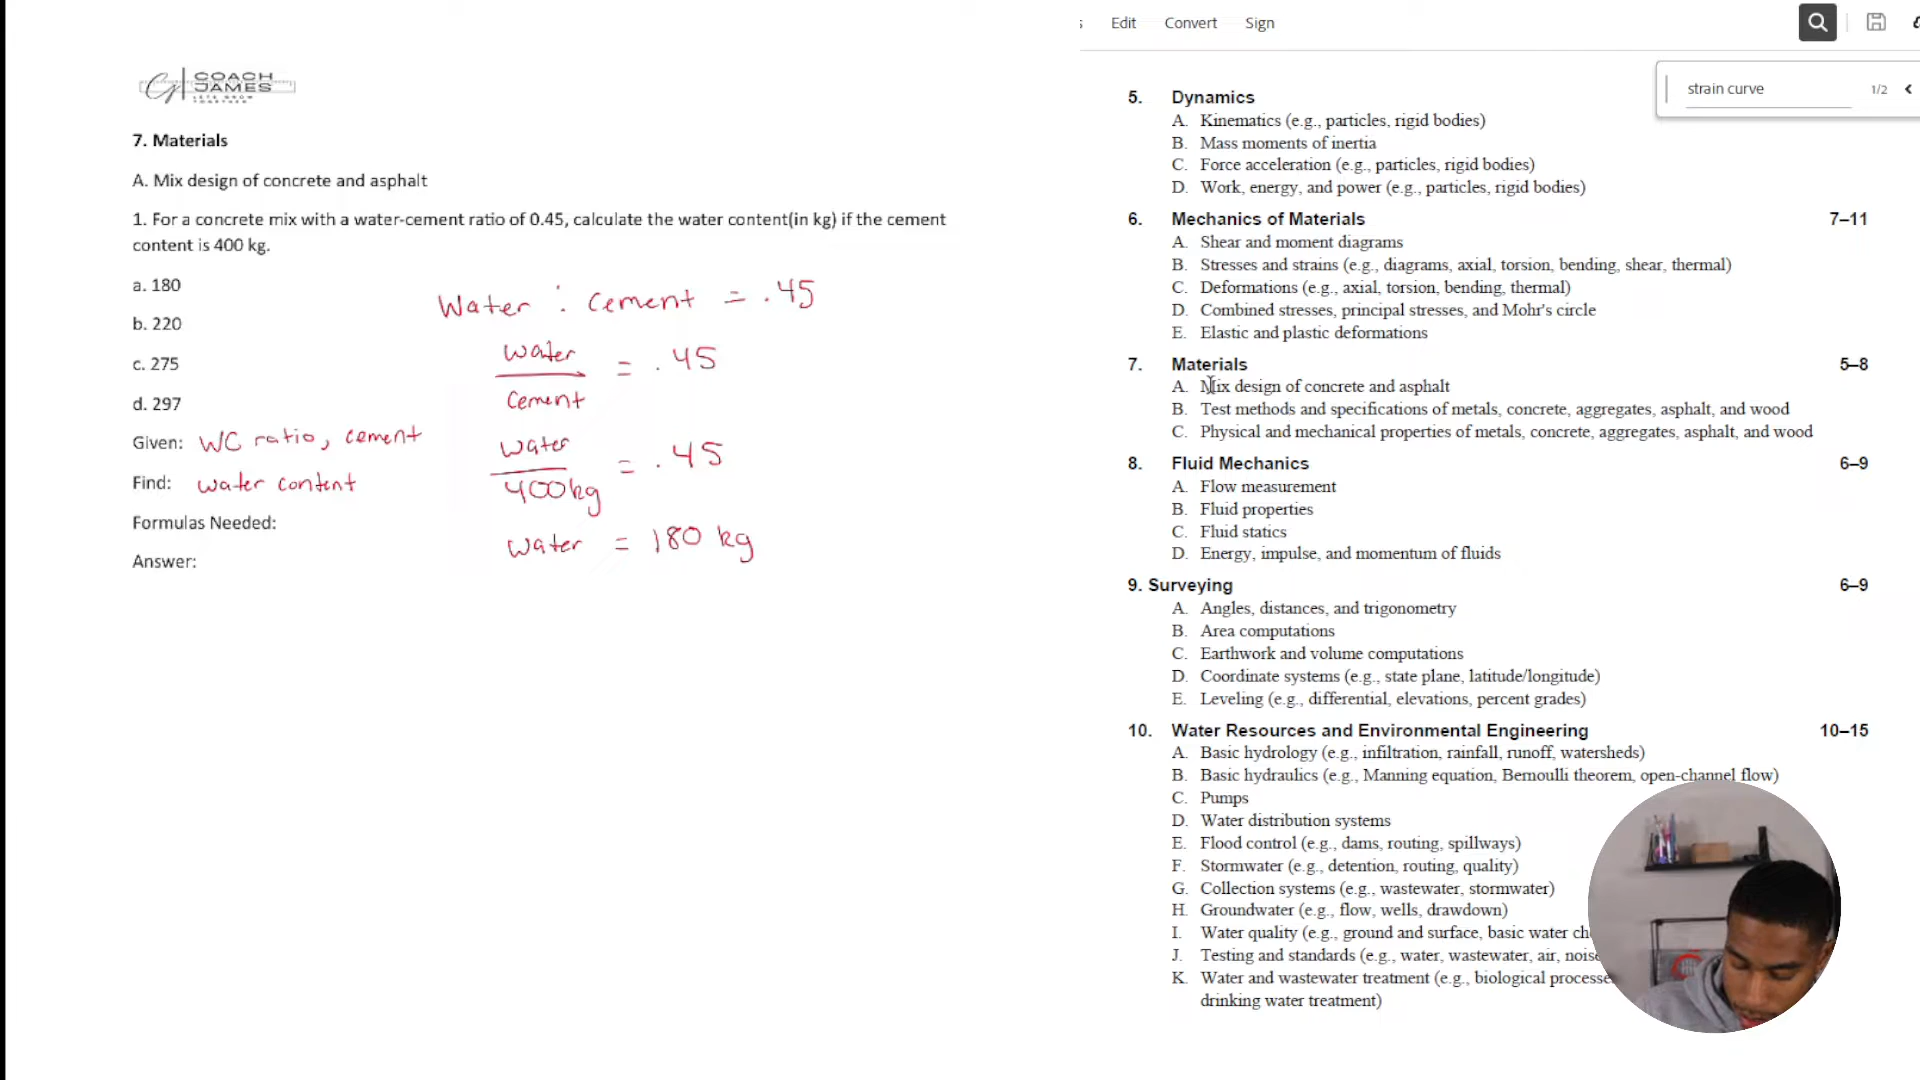 COACH
JAMES
LETS GROW
TOGETHER
7. Materials
A. Mix design of concrete and asphalt
1. For a concrete mix with a water-cement ratio of 0.45, calculate the water content(in kg) if the cement
content is 400 kg.
a. 180
b. 220
c. 275
d. 297
Given: WC ratio, cement
Find: water content
Formulas Needed:
Answer:
Water : cement = .45
water
cement
= .45
water
400kg
= .45
water = 180 kg
Edit Convert Sign
strain curve 1/2
5. Dynamics
A. Kinematics (e.g., particles, rigid bodies)
B. Mass moments of inertia
C. Force acceleration (e.g., particles, rigid bodies)
D. Work, energy, and power (e.g., particles, rigid bodies)
6. Mechanics of Materials 7–11
A. Shear and moment diagrams
B. Stresses and strains (e.g., diagrams, axial, torsion, bending, shear, thermal)
C. Deformations (e.g., axial, torsion, bending, thermal)
D. Combined stresses, principal stresses, and Mohr's circle
E. Elastic and plastic deformations
7. Materials 5–8
A. Mix design of concrete and asphalt
B. Test methods and specifications of metals, concrete, aggregates, asphalt, and wood
C. Physical and mechanical properties of metals, concrete, aggregates, asphalt, and wood
8. Fluid Mechanics 6–9
A. Flow measurement
B. Fluid properties
C. Fluid statics
D. Energy, impulse, and momentum of fluids
9. Surveying 6–9
A. Angles, distances, and trigonometry
B. Area computations
C. Earthwork and volume computations
D. Coordinate systems (e.g., state plane, latitude/longitude)
E. Leveling (e.g., differential, elevations, percent grades)
10. Water Resources and Environmental Engineering 10–15
A. Basic hydrology (e.g., infiltration, rainfall, runoff, watersheds)
B. Basic hydraulics (e.g., Manning equation, Bernoulli theorem, open-channel flow)
C. Pumps
D. Water distribution systems
E. Flood control (e.g., dams, routing, spillways)
F. Stormwater (e.g., detention, routing, quality)
G. Collection systems (e.g., wastewater, stormwater)
H. Groundwater (e.g., flow, wells, drawdown)
I. Water quality (e.g., ground and surface, basic water
J. Testing and standards (e.g., water, wastewater, air,
K. Water and wastewater treatment (e.g., biological
drinking water treatment)